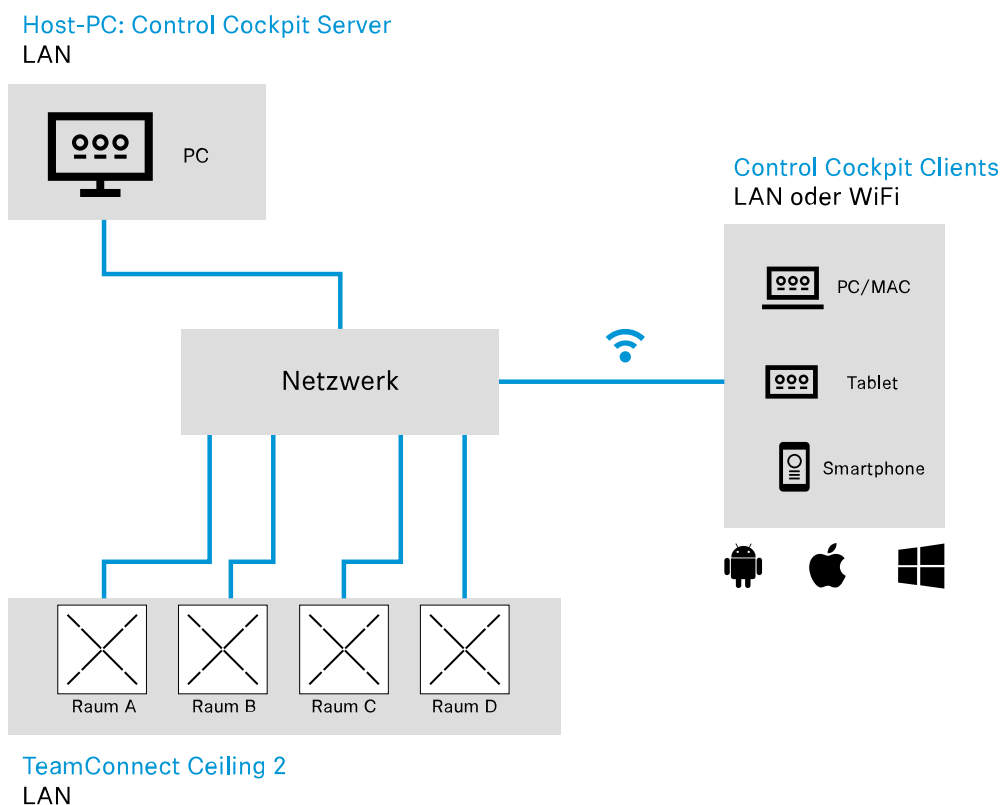 Host-PC: Control Cockpit Server
LAN
PC
Control Cockpit Clients
LAN oder WiFi
PC/MAC
Tablet
Smartphone
Netzwerk
Raum A
Raum B
Raum C
Raum D
TeamConnect Ceiling 2
LAN